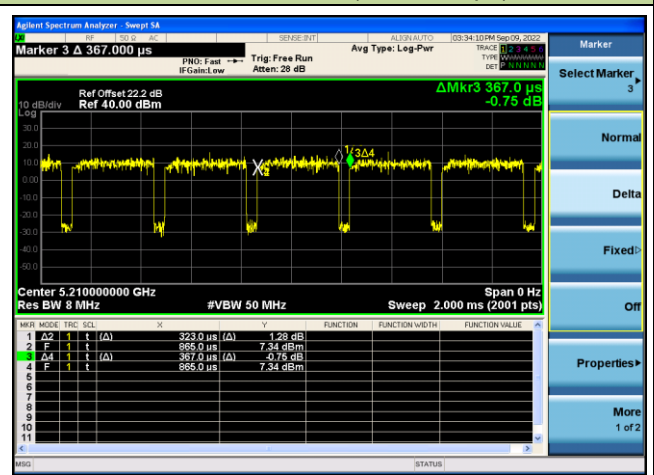 Agilent Spectrum Analyzer - Swept SA
RF 50 Ω AC SENSE:INT ALIGN AUTO 03:34:10 PM Sep 09, 2022
Marker 3 Δ 367.000 µs
PNO: Fast
IFGain:Low
Trig: Free Run
Atten: 28 dB
Avg Type: Log-Pwr
TRACE 1 2 3 4 5 6
TYPE
DET P N N N N N
Ref Offset 22.2 dB
Ref 40.00 dBm
10 dB/div
Log
ΔMkr3 367.0 µs
-0.75 dB
30.0
20.0
10.0
0.00
-10.0
-20.0
-30.0
-40.0
-50.0
3Δ4
Center 5.210000000 GHz
Span 0 Hz
Res BW 8 MHz
#VBW 50 MHz
Sweep 2.000 ms (2001 pts)
MKR MODE TRC SCL X Y FUNCTION FUNCTION WIDTH FUNCTION VALUE
1 Δ2 1 t (Δ) 323.0 µs (Δ) 1.28 dB
2 F 1 t 865.0 µs 7.34 dBm
3 Δ4 1 t (Δ) 367.0 µs (Δ) -0.75 dB
4 F 1 t 865.0 µs 7.34 dBm
5
6
7
8
9
10
11
MSG
STATUS
Marker
Select Marker
3
Normal
Delta
Fixed
Off
Properties
More
1 of 2